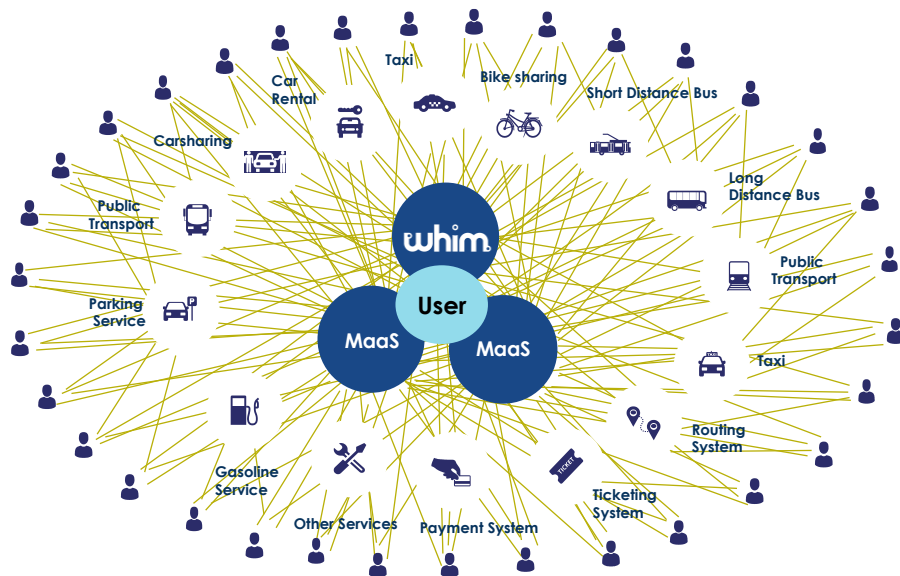 Taxi
Bike sharing
Car
Rental
Short Distance Bus
Carsharing
Long
Distance Bus
Public
Transport
whim
Public
Transport
User
Parking
Service
MaaS
MaaS
Taxi
Routing
System
TICKET
Gasoline
Service
Ticketing
System
Other Services
Payment System